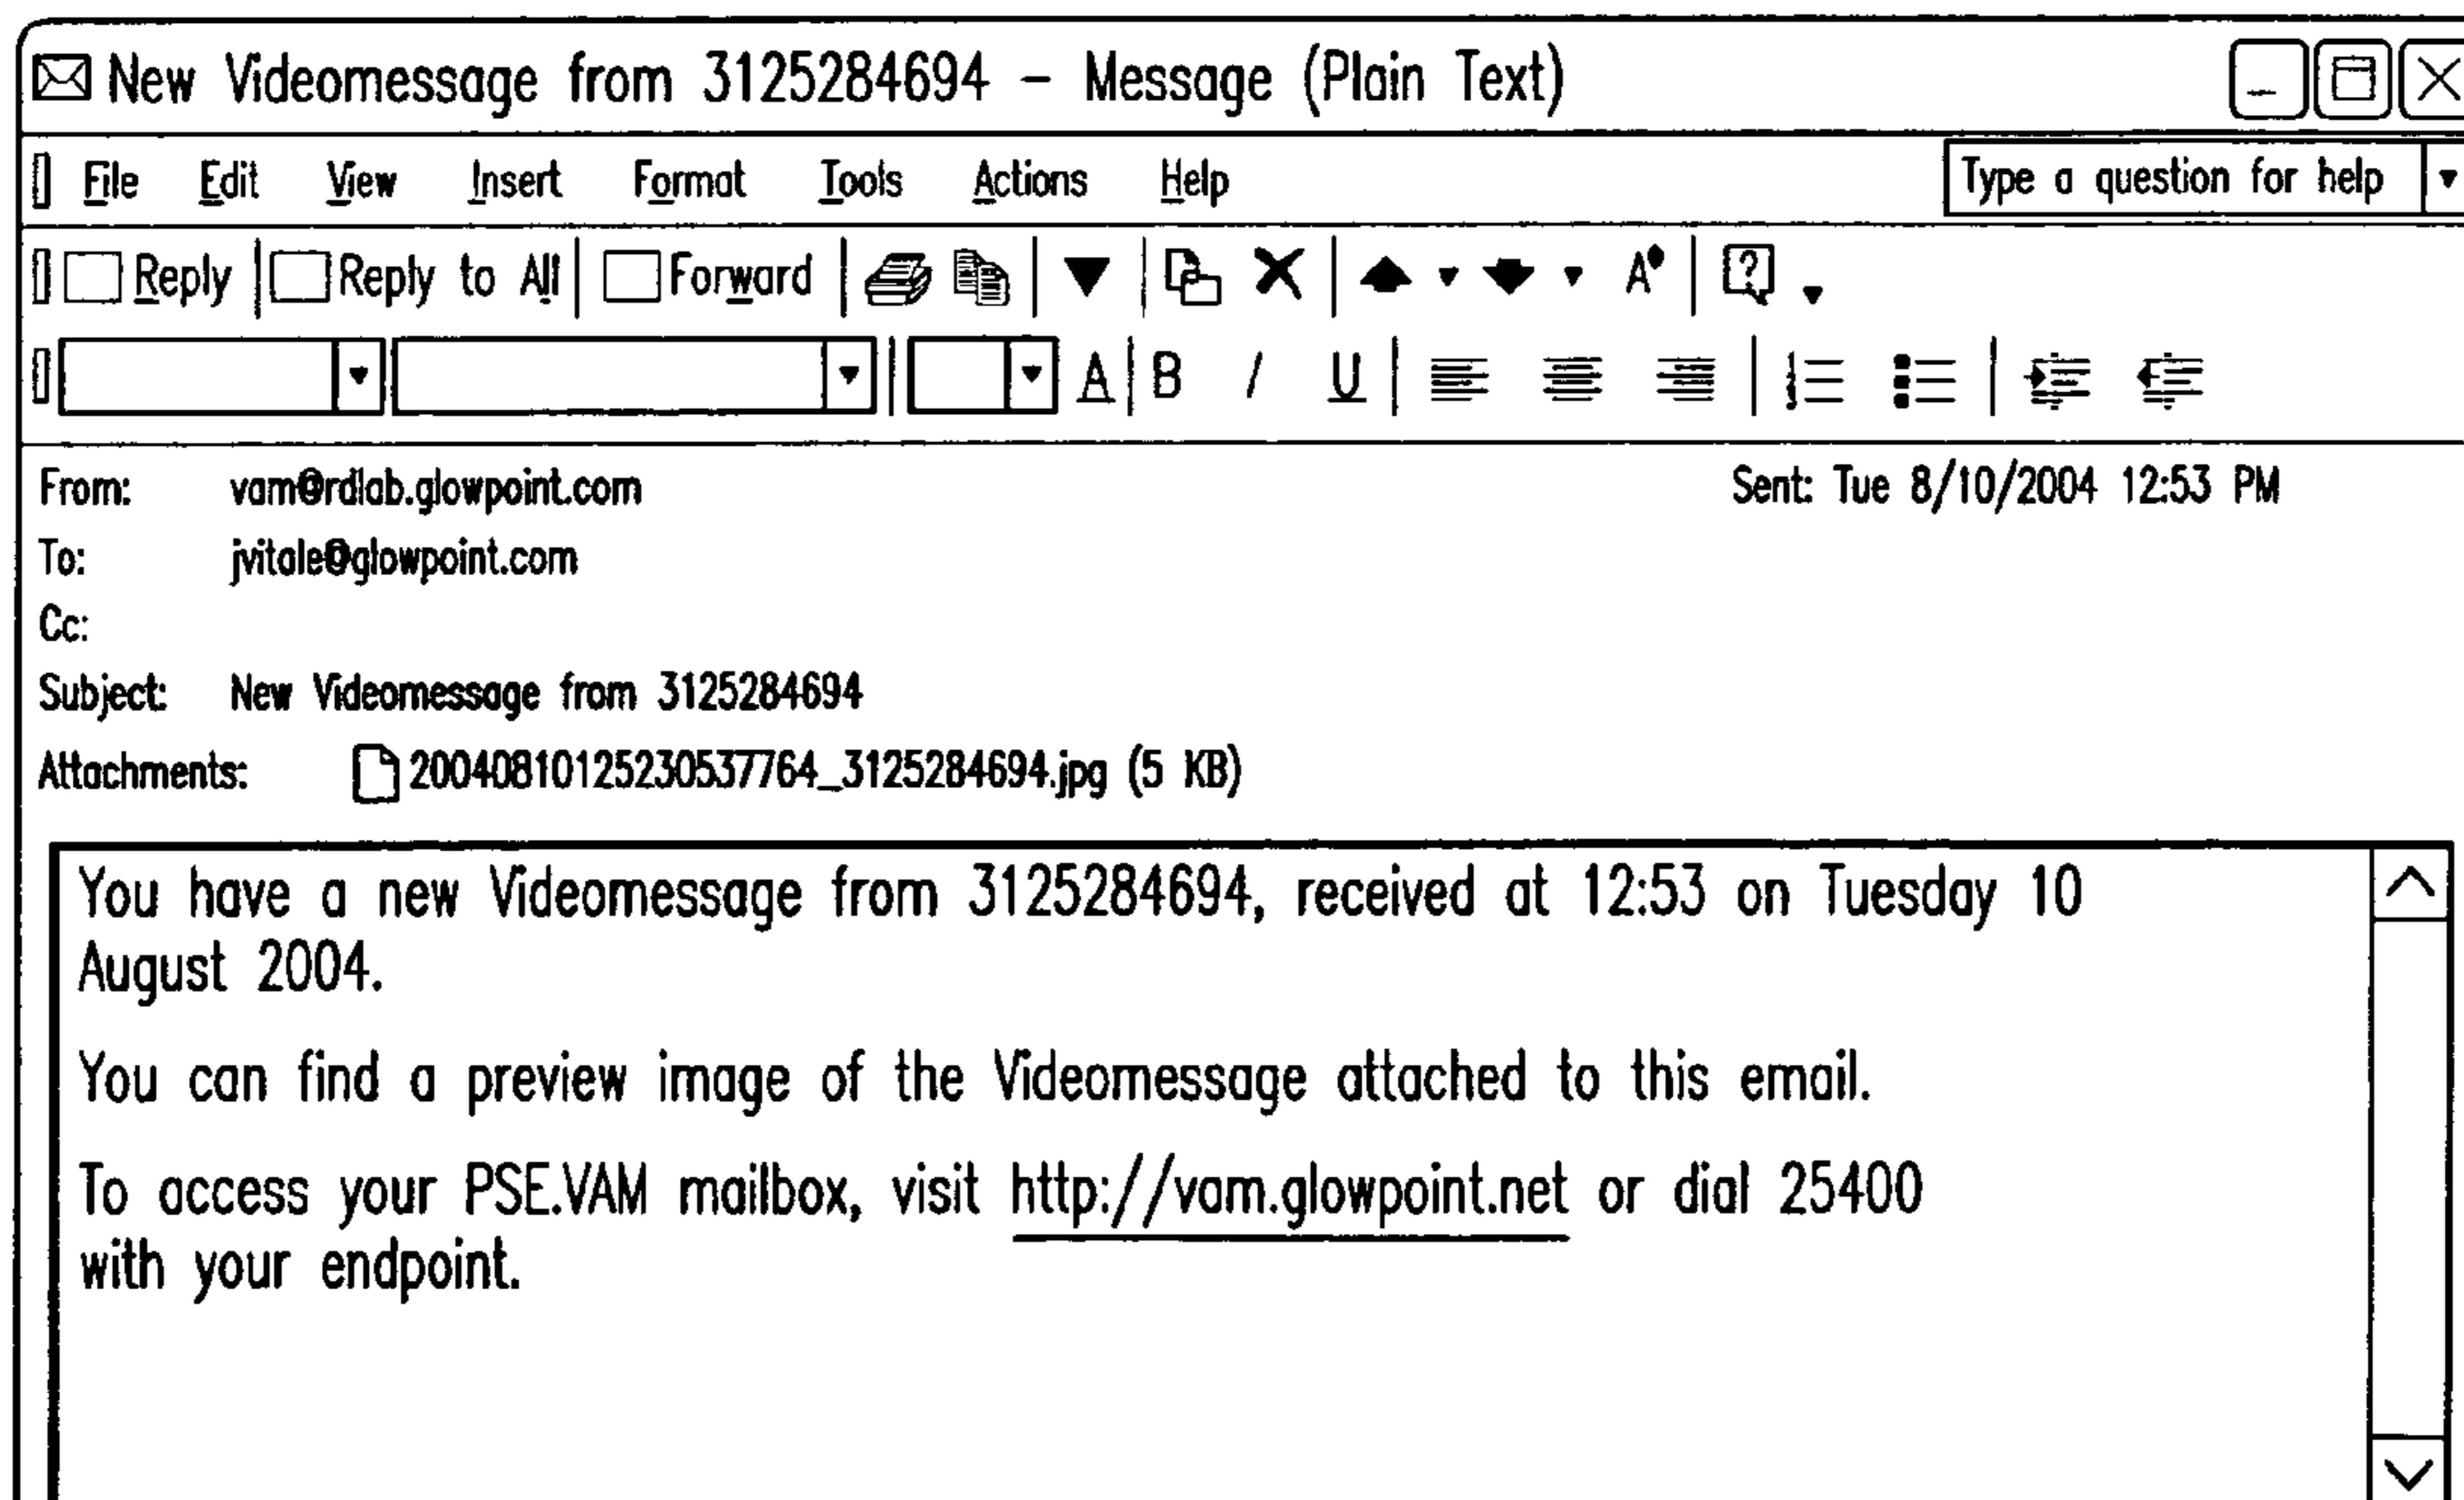 New Videomessage from 3125284694 – Message (Plain Text)
File Edit View Insert Format Tools Actions Help Type a question for help
Reply Reply to All Forward A ?
A B I U
From: vam@rdlab.glowpoint.com Sent: Tue 8/10/2004 12:53 PM
To: jvitale@glowpoint.com
Cc:
Subject: New Videomessage from 3125284694
Attachments: 20040810125230537764_3125284694.jpg (5 KB)
You have a new Videomessage from 3125284694, received at 12:53 on Tuesday 10
August 2004.
You can find a preview image of the Videomessage attached to this email.
To access your PSE.VAM mailbox, visit http://vam.glowpoint.net or dial 25400
with your endpoint.